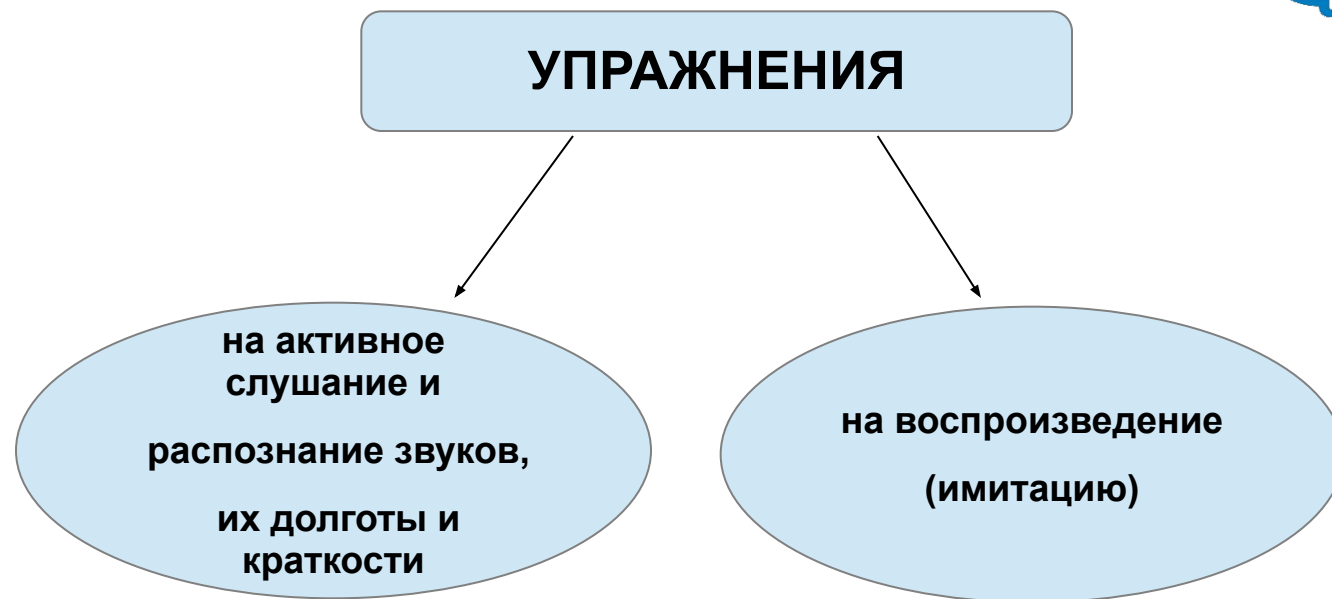 УПРАЖНЕНИЯ
на активное
слушание и
распознание звуков,
их долготы и
краткости
на воспроизведение
(имитацию)